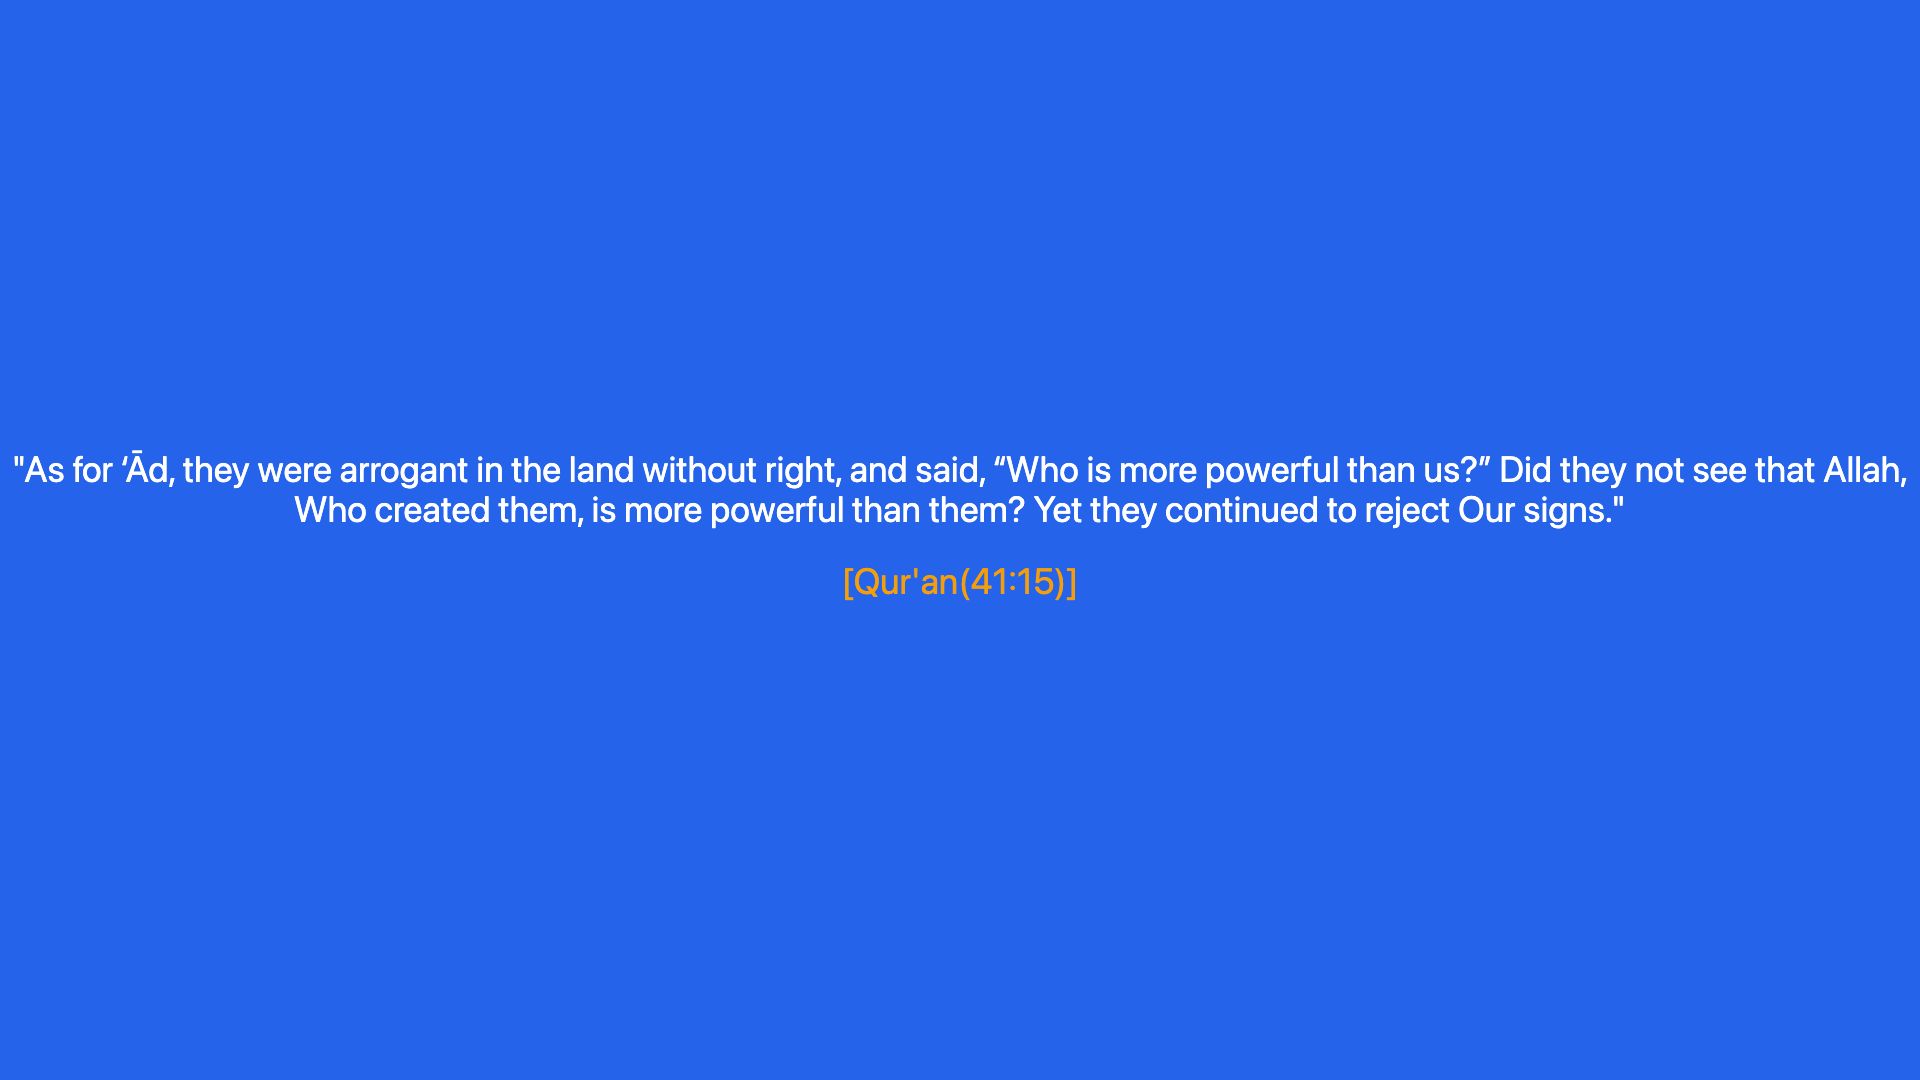 "As for ‘Ād, they were arrogant in the land without right, and said, “Who is more powerful than us?” Did they not see that Allah,
Who created them, is more powerful than them? Yet they continued to reject Our signs."
[Qur'an(41:15)]